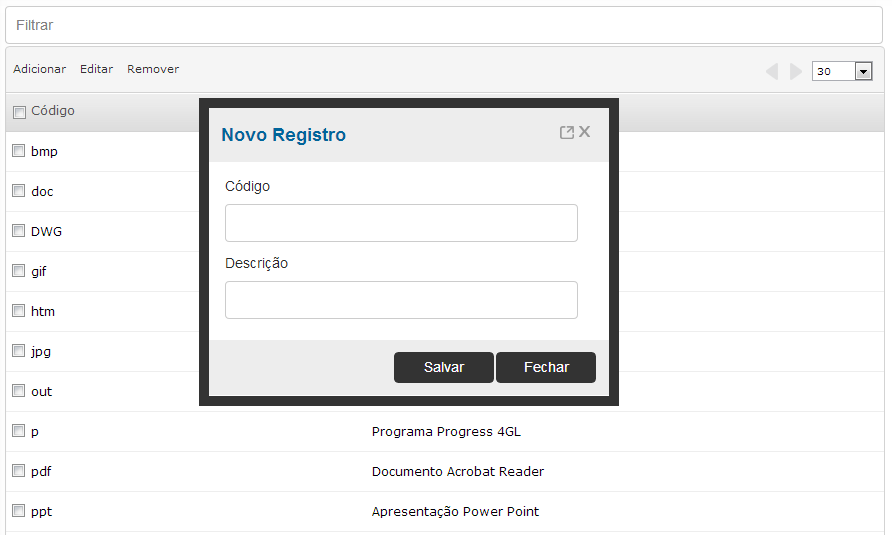 Filtrar
Adicionar Editar Remover 30
Código
Novo Registro X
bmp
Código
doc
DWG
Descrição
gif
htm
jpg
Salvar Fechar
out
p Programa Progress 4GL
pdf Documento Acrobat Reader
ppt Apresentação Power Point